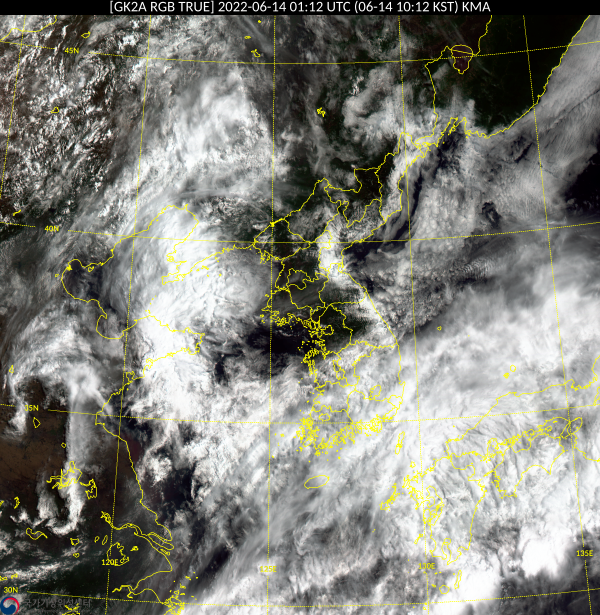 [GK2A RGB TRUE] 2022-06-14 01:12 UTC (06-14 10:12 KST) KMA
45N
40N
35N
135E
120E
125E
130E
30N